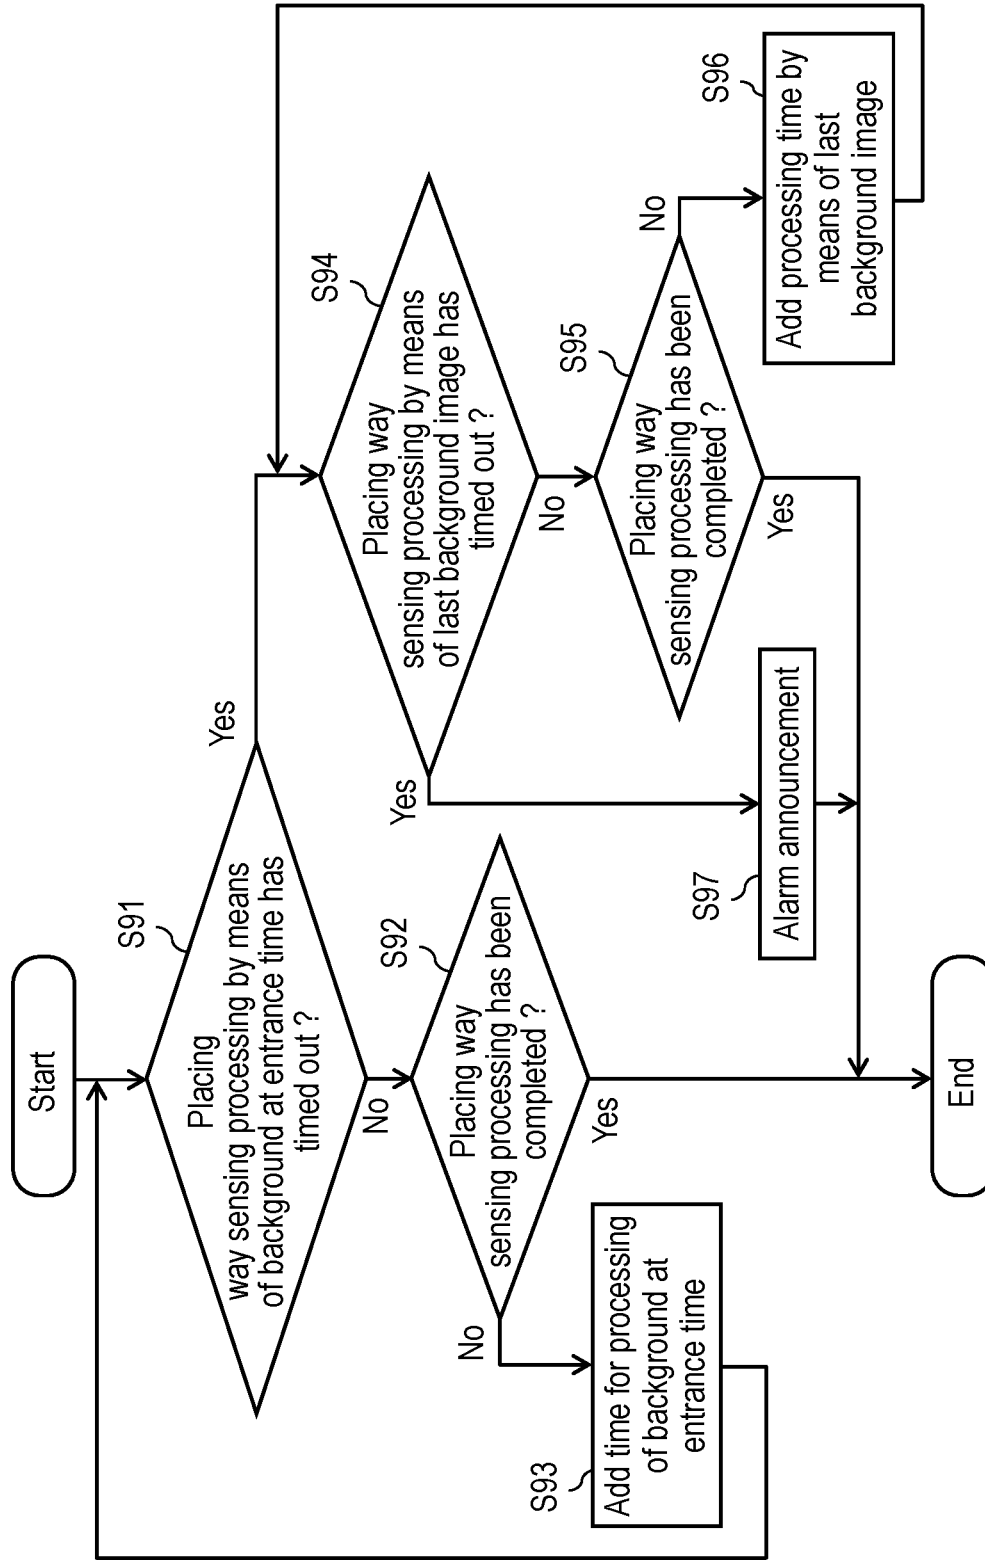 Start
S91
Placing
way sensing processing by means
of background at entrance time has
timed out ?
Yes
No
S92
Placing way
sensing processing has been
completed ?
No
Yes
S93
Add time for processing
of background at
entrance time
S94
Placing way
sensing processing by means
of last background image has
timed out ?
Yes
No
S95
Placing way
sensing processing has been
completed ?
No
Yes
S96
Add processing time by
means of last
background image
S97
Alarm announcement
End